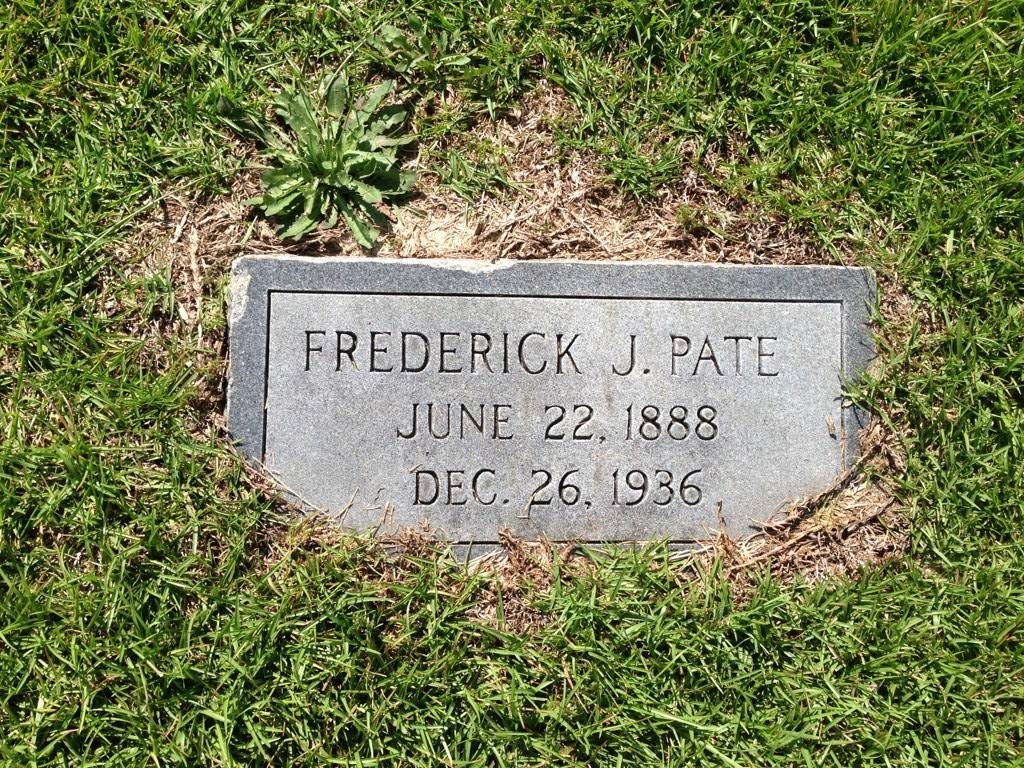 FREDERICK J. PATE
JUNE 22, 1888
DEC. 26, 1936